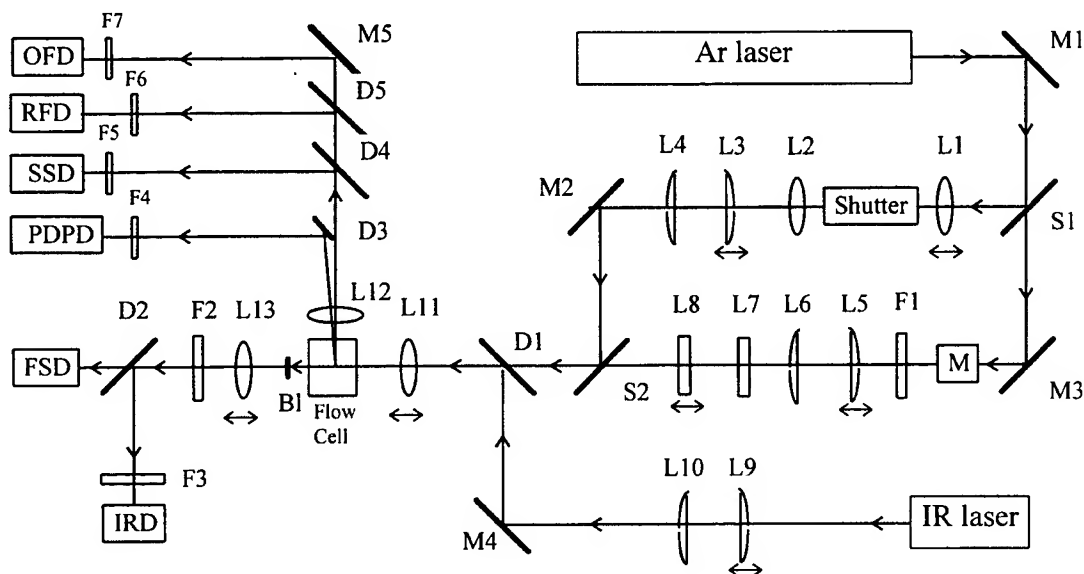 F7
M5
M1
OFD
Ar laser
F6
D5
RFD
F5
D4
L4
L3
L2
L1
M2
SSD
F4
Shutter
S1
PDPD
D3
L12
D2
F2
L13
L11
D1
L8
L7
L6
L5
F1
FSD
M
B1
Flow
Cell
S2
M3
F3
L10
L9
IRD
M4
IR laser